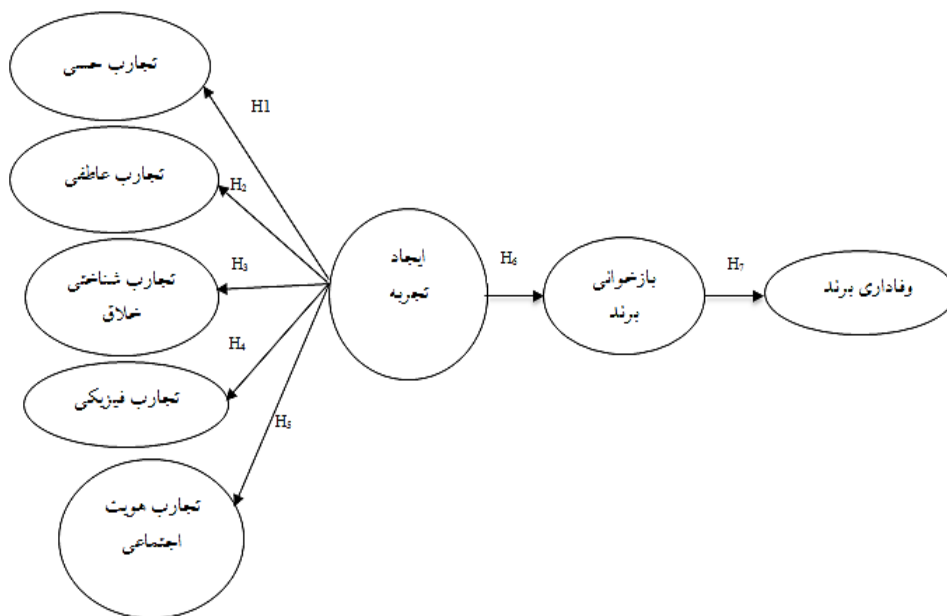 تجارب حسی
H1
تجارب عاطفی
H₂
تجارب شناختی
خلاق
H₃
تجارب فیزیکی
H₄
تجارب هویت
اجتماعی
H₅
ایجاد
تجربه
H₆
بازخوانی
برند
H₇
وفاداری برند